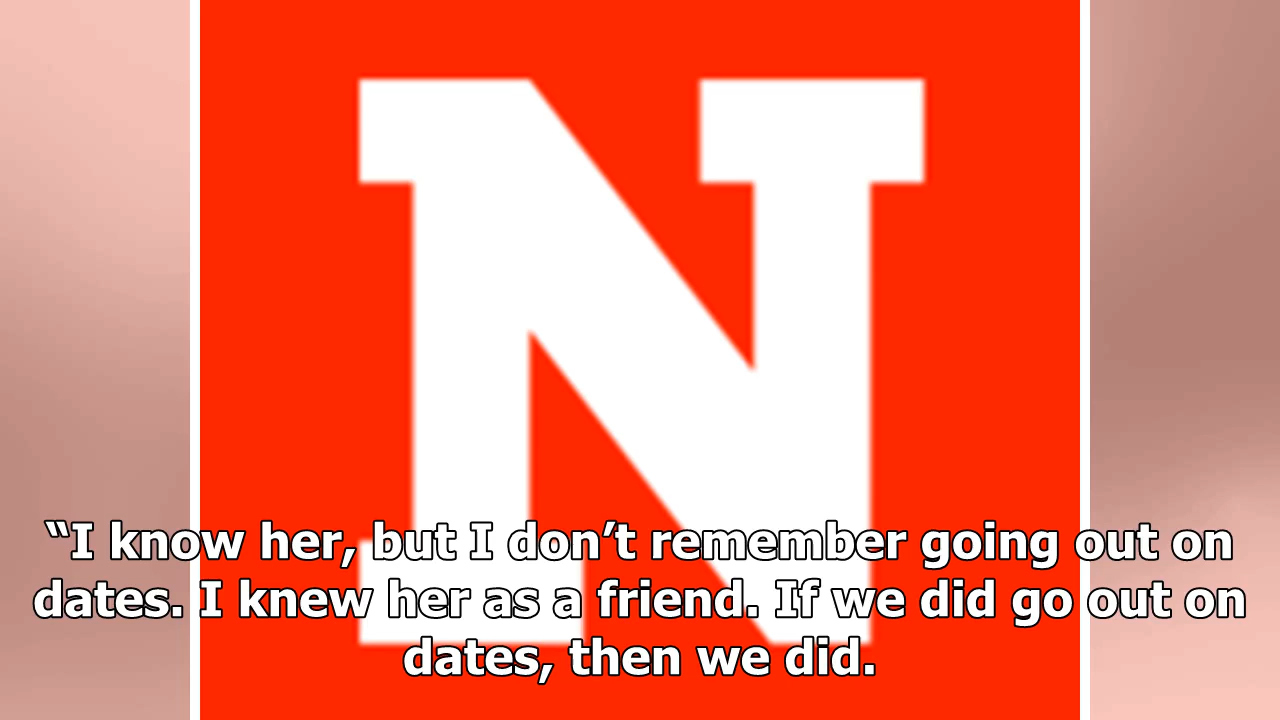 N
“I know her, but I don’t remember going out on
dates. I knew her as a friend. If we did go out on
dates, then we did.